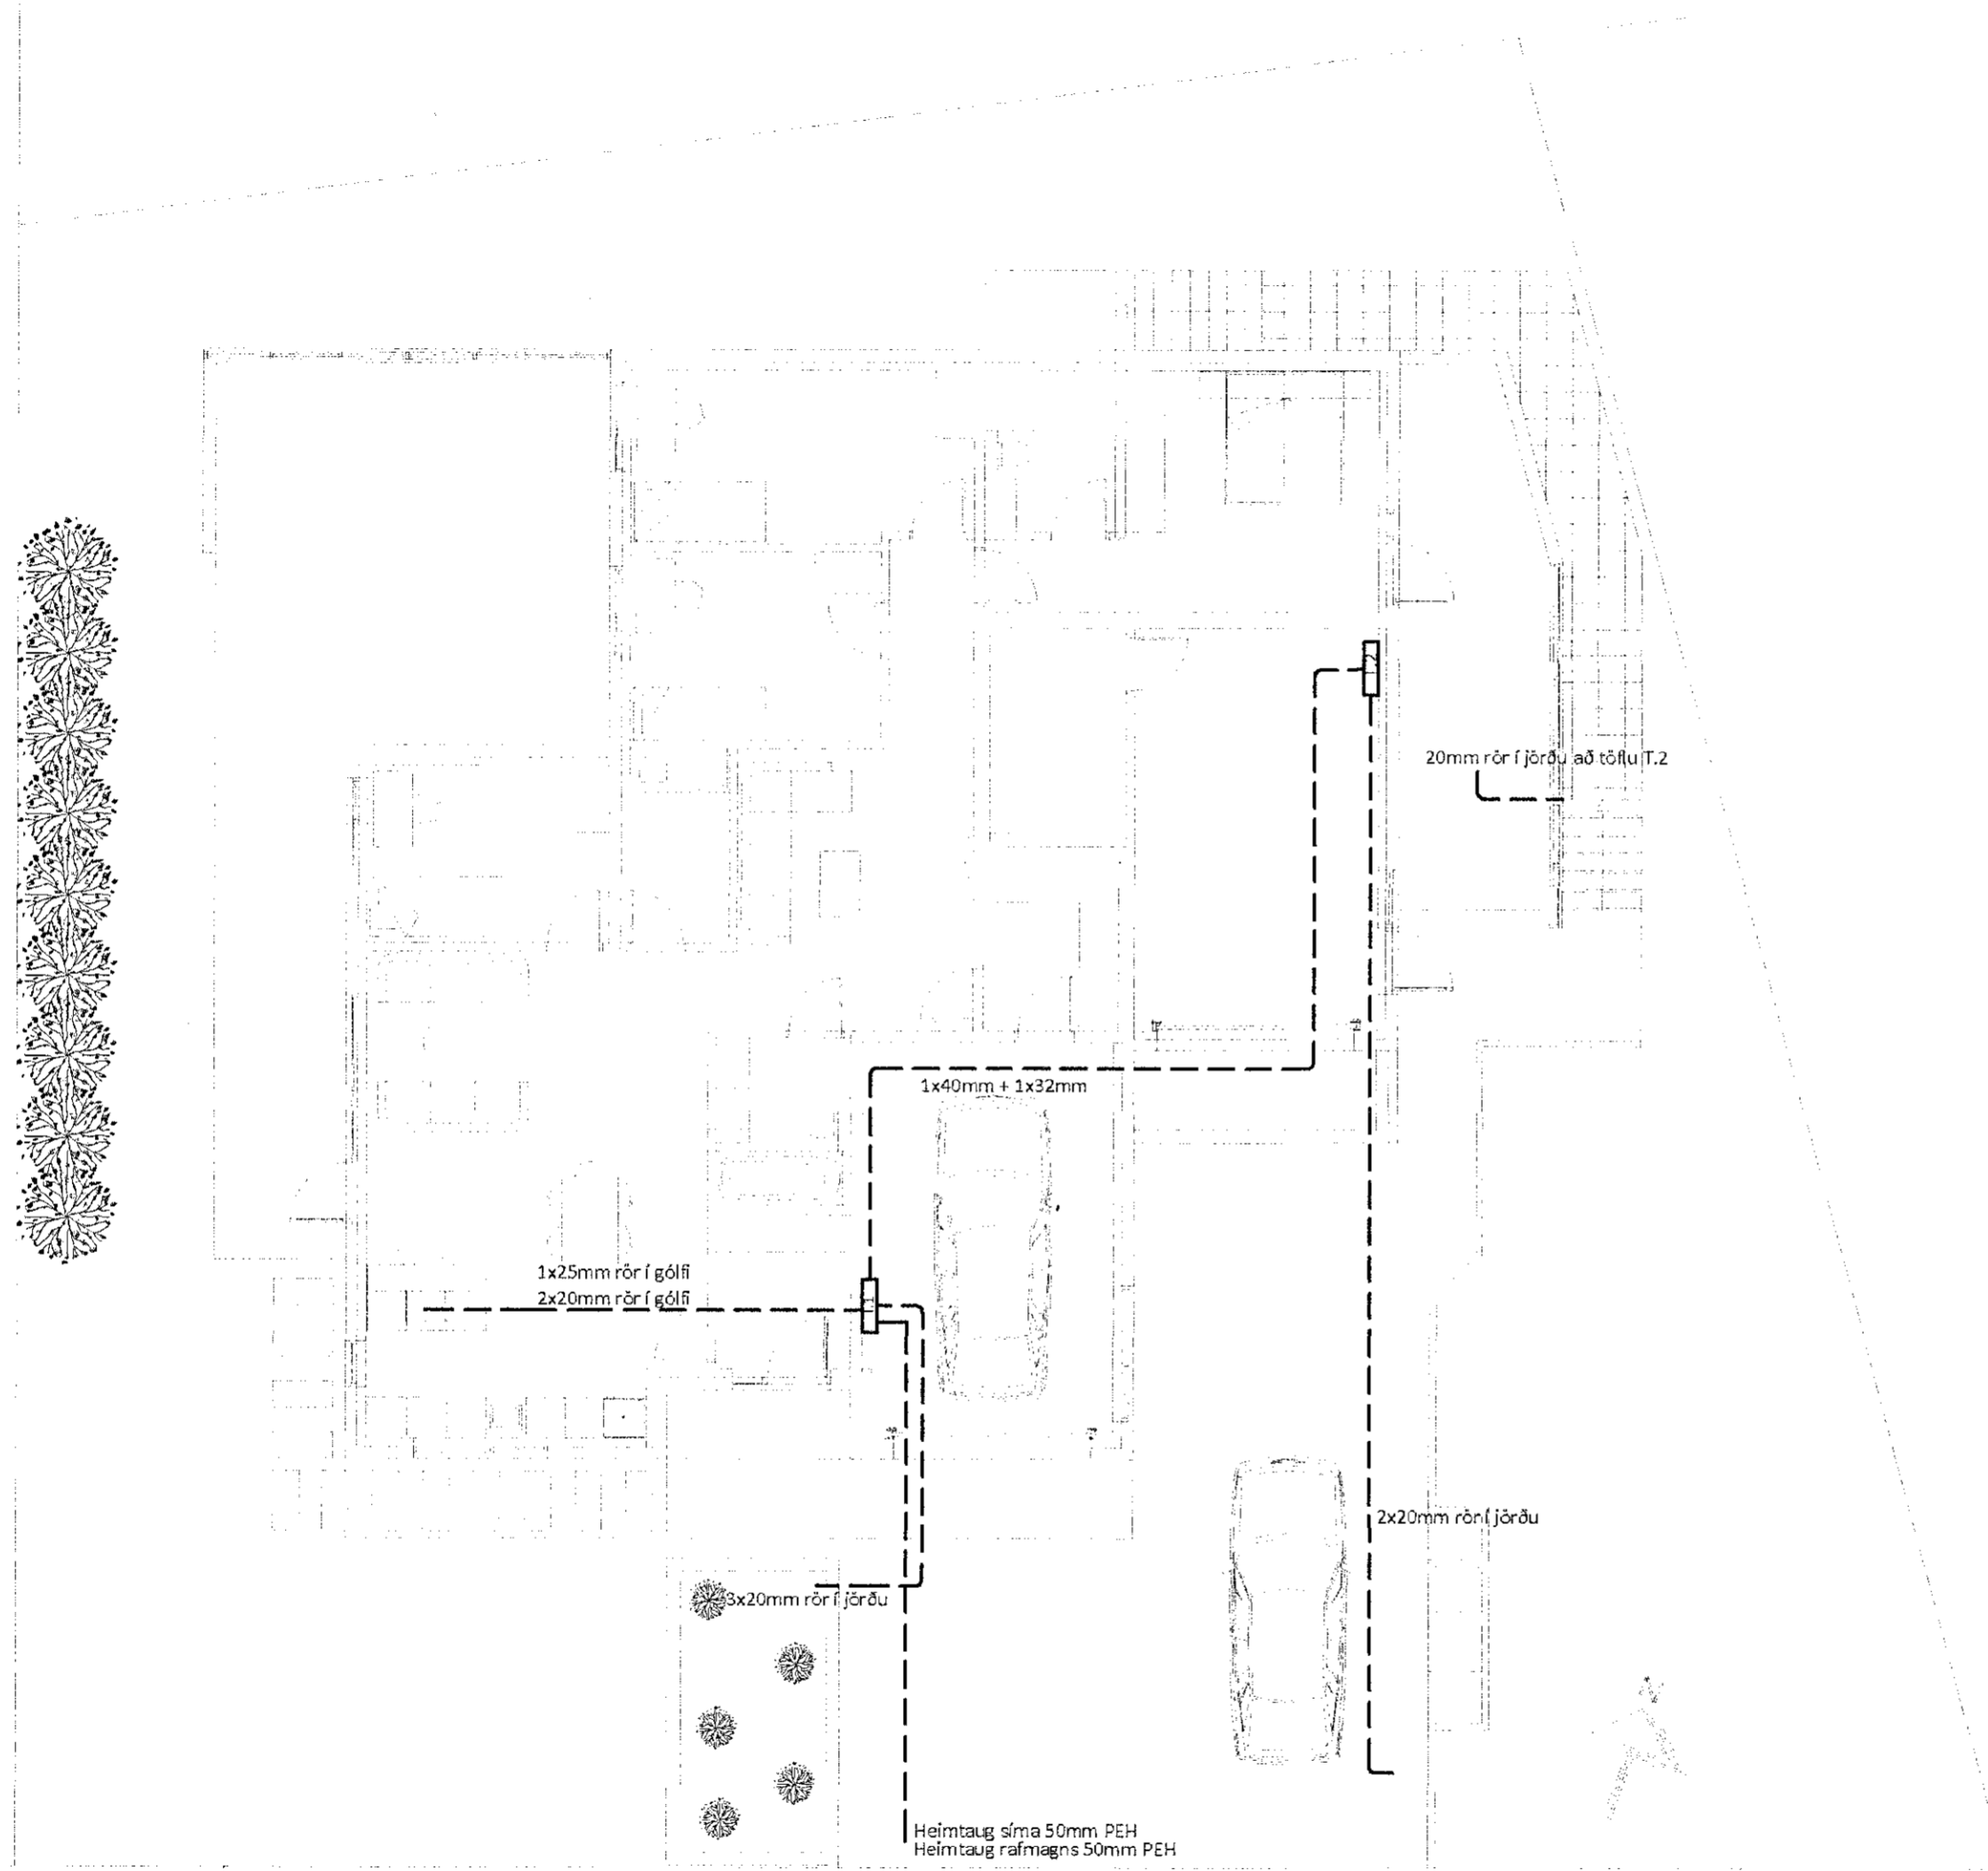 20mm rör í jörðu að töflu T.2
1x40mm + 1x32mm
1x25mm rör í gólfi
2x20mm rör í gólfi
2x20mm rör í jörðu
3x20mm rör í jörðu
Heimtaug síma 50mm PEH
Heimtaug rafmagns 50mm PEH